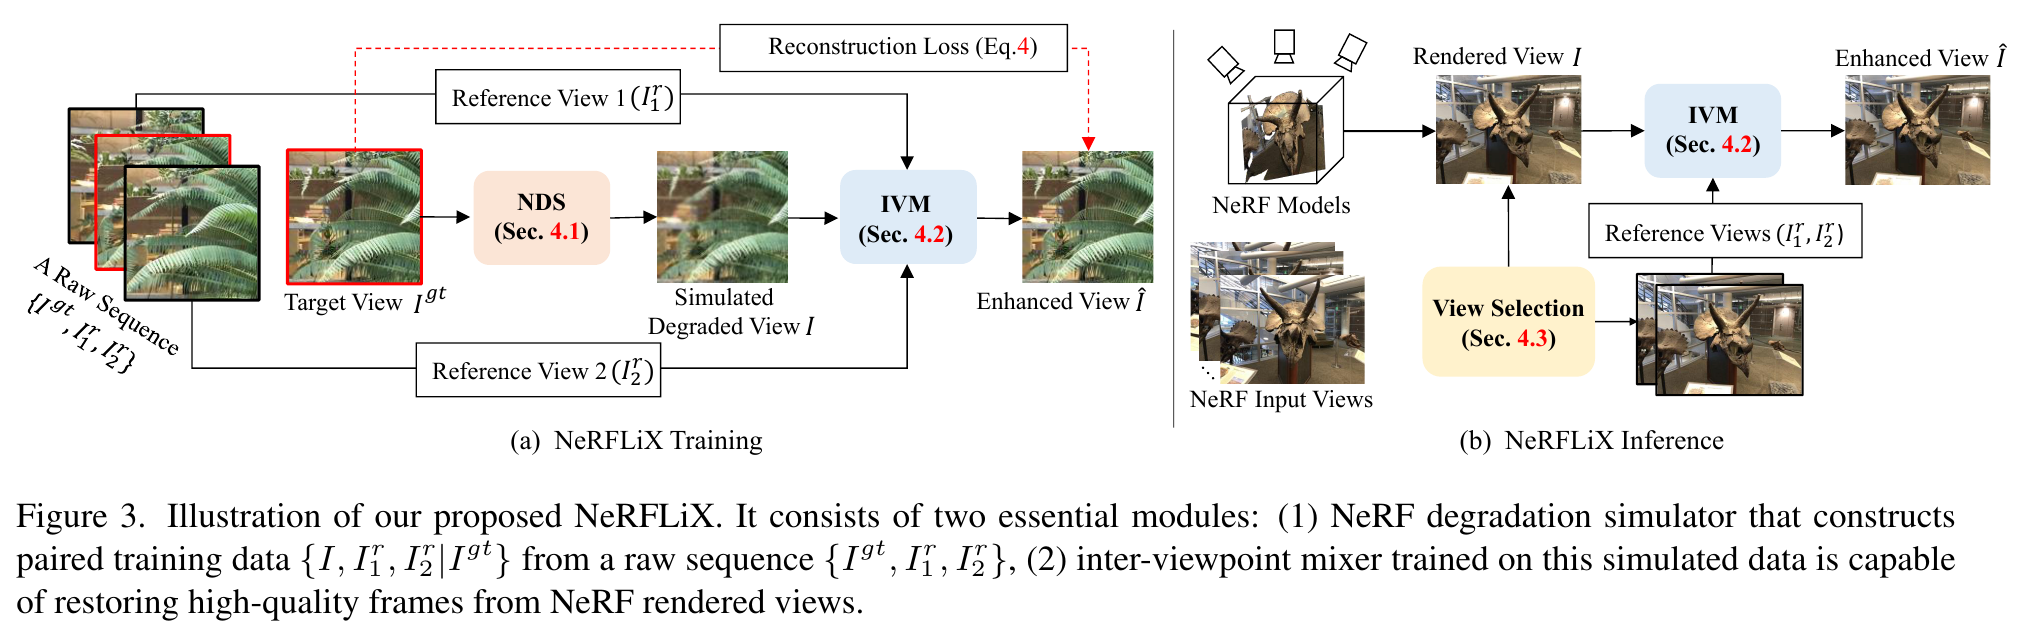 Reconstruction Loss (Eq.4)
Reference View 1 (I_1^r)
A Raw Sequence
{I^{gt}, I_1^r, I_2^r}
Target View I^{gt}
NDS
(Sec. 4.1)
Simulated
Degraded View I
IVM
(Sec. 4.2)
Enhanced View Î
Reference View 2 (I_2^r)
(a) NeRFLiX Training
NeRF Models
NeRF Input Views
Rendered View I
IVM
(Sec. 4.2)
Enhanced View Î
Reference Views (I_1^r, I_2^r)
View Selection
(Sec. 4.3)
(b) NeRFLiX Inference
Figure 3. Illustration of our proposed NeRFLiX. It consists of two essential modules: (1) NeRF degradation simulator that constructs
paired training data {I, I_1^r, I_2^r|I^{gt}} from a raw sequence {I^{gt}, I_1^r, I_2^r}, (2) inter-viewpoint mixer trained on this simulated data is capable
of restoring high-quality frames from NeRF rendered views.